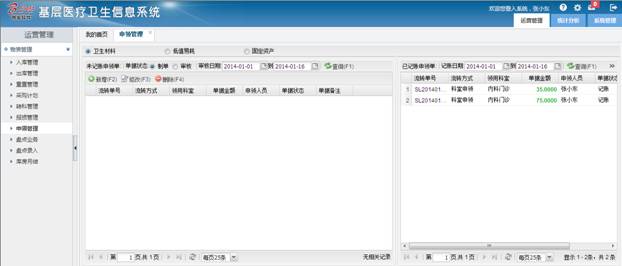 基层医疗卫生信息系统
欢迎您登入系统，张小东
运营管理 统计分析 系统管理
运营管理
我的首页 申领管理
物资管理
入库管理
出库管理
重置管理
采购计划
转科管理
报损管理
申领管理
盘点业务
盘点录入
库房月结
卫生材料 低值易耗 固定资产
未记账申领单 单据状态 制单 审核 审核日期 2014-01-01 到 2014-01-16 查询(F1)
新增(F2) 修改(F3) 删除(F4)
流转单号 流转方式 领用科室 单据金额 申领人员 单据状态 单据备注
第 1 页,共 1页 每页25条 无相关记录
已记账申领单: 记账日期: 2014-01-01 到 2014-01-16 查询(F1)
流转单号 流转方式 领用科室 单据金额 申领人员 单据状态
1 SL201401... 科室申领 内科门诊 35.0000 张小东 记账
2 SL201401... 科室申领 内科门诊 75.0000 张小东 记账
第 1 页,共 1页 每页25条 显示 1 - 2条，共 2 条